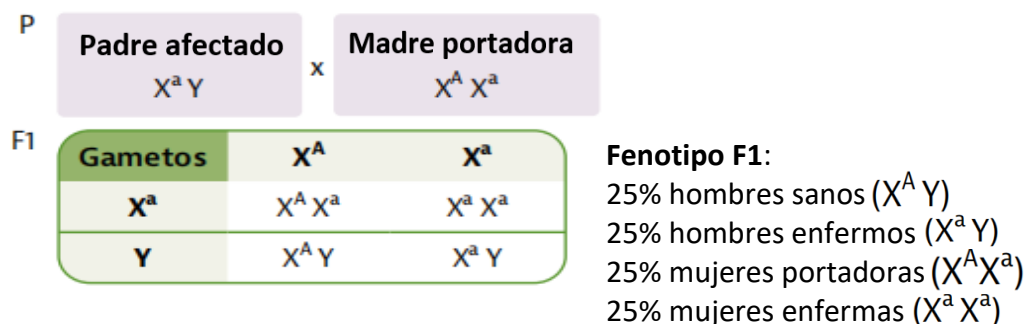 P
Padre afectado x Madre portadora
Xᵃ Y Xᴬ Xᵃ
F1
Gametos Xᴬ Xᵃ
Xᵃ Xᴬ Xᵃ Xᵃ Xᵃ
Y Xᴬ Y Xᵃ Y
Fenotipo F1:
25% hombres sanos (Xᴬ Y)
25% hombres enfermos (Xᵃ Y)
25% mujeres portadoras (XᴬXᵃ)
25% mujeres enfermas (Xᵃ Xᵃ)